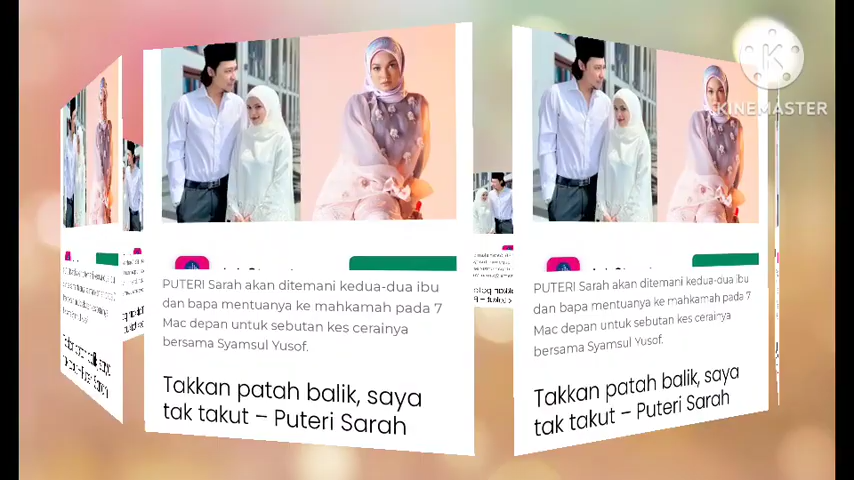 KINEMASTER
PUTERI Sarah akan ditemani kedua-dua ibu
dan bapa mentuanya ke mahkamah pada 7
Mac depan untuk sebutan kes cerainya
bersama Syamsul Yusof.
Takkan patah balik, saya
tak takut – Puteri Sarah
PUTERI Sarah akan ditemani kedua-dua ibu
dan bapa mentuanya ke mahkamah pada 7
Mac depan untuk sebutan kes cerainya
bersama Syamsul Yusof.
Takkan patah balik, saya
tak takut – Puteri Sarah